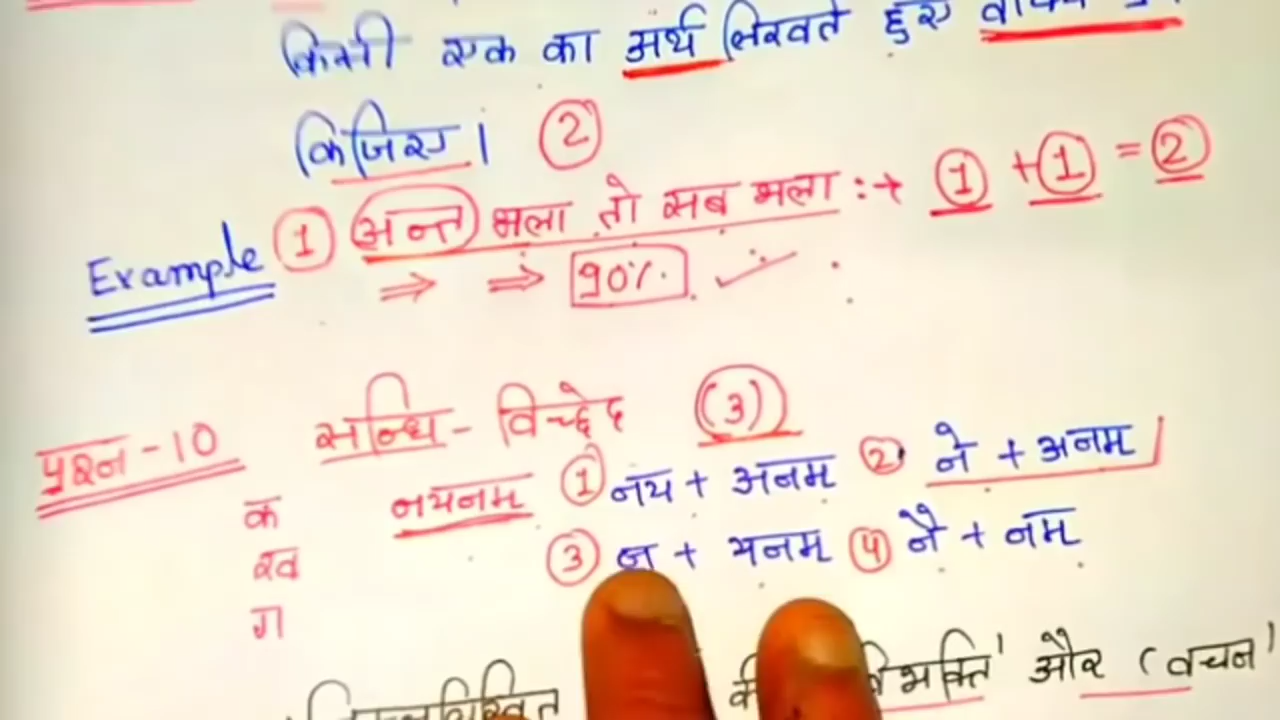 किसी एक का अर्थ लिखते हुए वाक्य
किजिए। (2)
Example (1) अन्त भला तो सब भला :→ (1) + (1) = (2)
⇒ ⇒ 90%. ✓
प्रश्न-10 सन्धि-विच्छेद (3)
क नयनम् (1) नय + अनम् (2) ने + अनम्
ख (3) न + यनम् (4) नै + नम्
ग
विभक्ति' और (वचन'